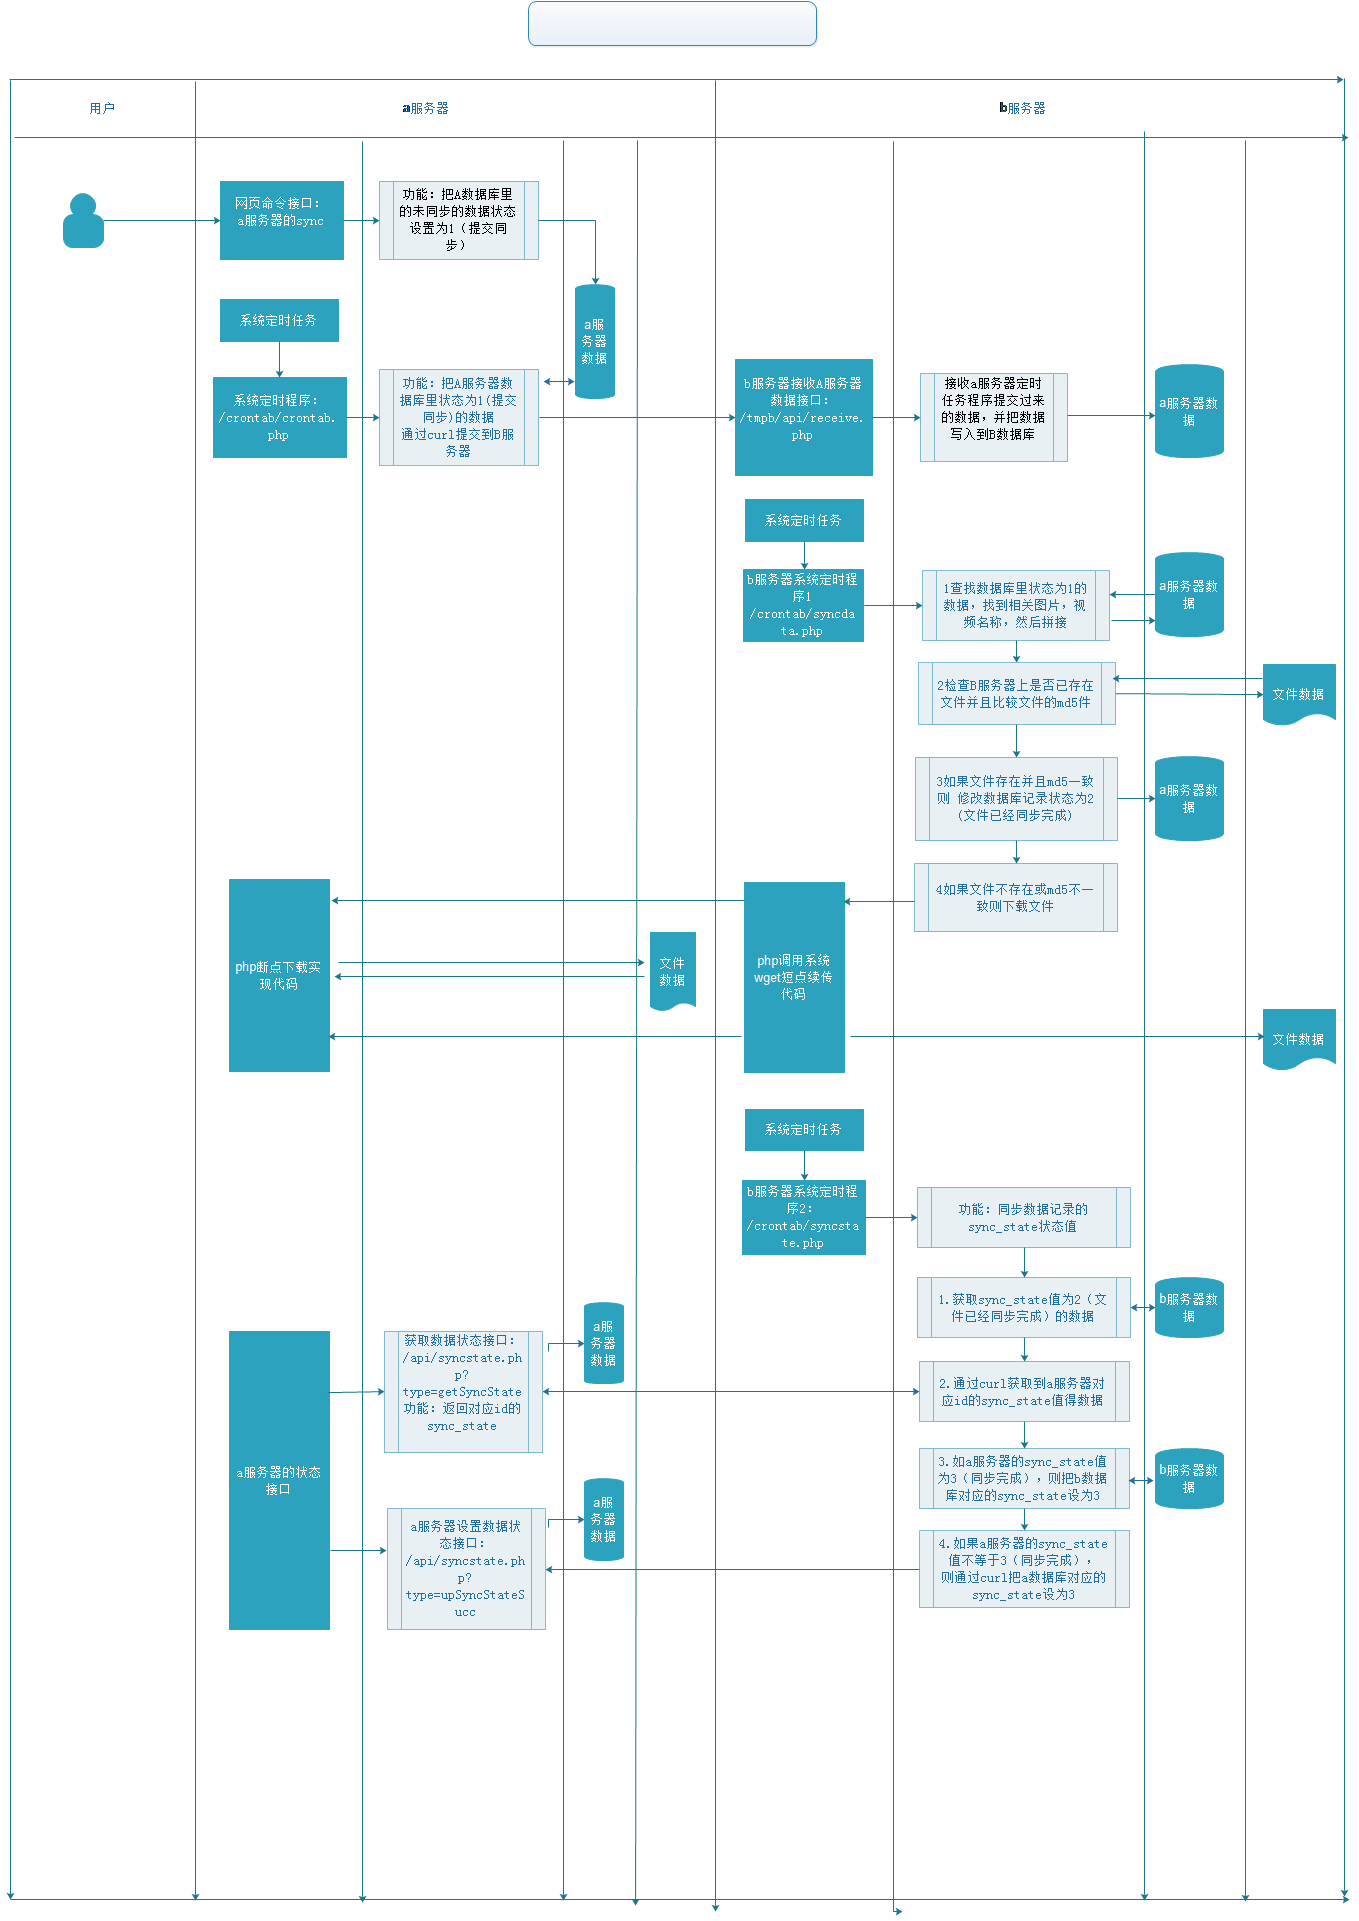 用户
a服务器
b服务器
网页命令接口：
a服务器的sync
功能：把A数据库里
的未同步的数据状态
设置为1（提交同
步）
系统定时任务
a服
务器
数据
系统定时程序：
/crontab/crontab.
php
功能：把A服务器数
据库里状态为1(提交
同步)的数据
通过curl提交到B服
务器
b服务器接收A服务器
数据接口：
/tmpb/api/receive.
php
接收a服务器定时
任务程序提交过来
的数据，并把数据
写入到B数据库
a服务器数
据
系统定时任务
b服务器系统定时程
序1
/crontab/syncda
ta.php
1查找数据库里状态为1的
数据，找到相关图片，视
频名称，然后拼接
a服务器数
据
2检查B服务器上是否已存在
文件并且比较文件的md5件
文件数据
3如果文件存在并且md5一致
则 修改数据库记录状态为2
(文件已经同步完成)
a服务器数
据
4如果文件不存在或md5不一
致则下载文件
php断点下载实
现代码
文件
数据
php调用系统
wget短点续传
代码
文件数据
系统定时任务
b服务器系统定时程
序2：
/crontab/syncsta
te.php
功能：同步数据记录的
sync_state状态值
1.获取sync_state值为2（文
件已经同步完成）的数据
b服务器数
据
a服务器的状态
接口
获取数据状态接口：
/api/syncstate.ph
p?
type=getSyncState
功能：返回对应id的
sync_state
a服
务器
数据
2.通过curl获取到a服务器对
应id的sync_state值得数据
3.如a服务器的sync_state值
为3（同步完成），则把b数据
库对应的sync_state设为3
b服务器数
据
a服务器设置数据状
态接口：
/api/syncstate.ph
p?
type=upSyncStateS
ucc
a服
务器
数据
4.如果a服务器的sync_state
值不等于3（同步完成），
则通过curl把a数据库对应的
sync_state设为3